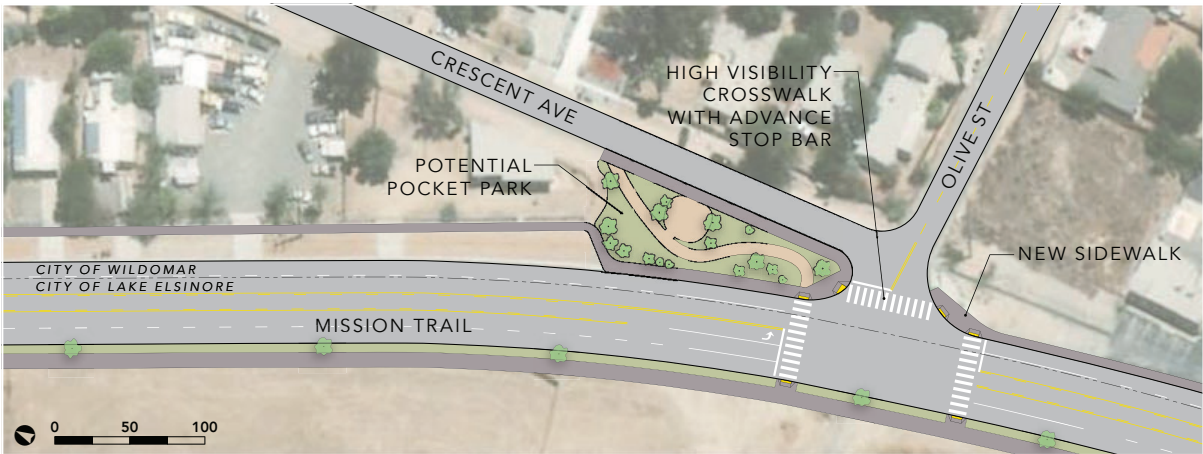 CRESCENT AVE
HIGH VISIBILITY
CROSSWALK
WITH ADVANCE
STOP BAR
OLIVE ST
POTENTIAL
POCKET PARK
NEW SIDEWALK
CITY OF WILDOMAR
CITY OF LAKE ELSINORE
MISSION TRAIL
0 50 100